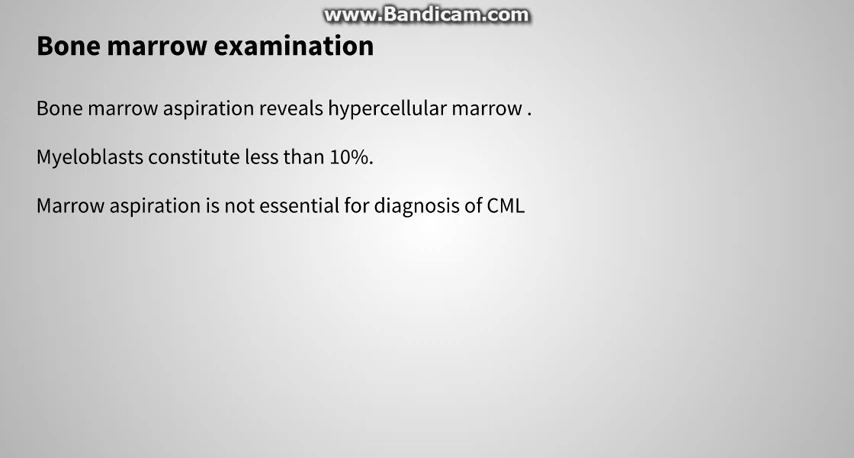 www.Bandicam.com
Bone marrow examination
Bone marrow aspiration reveals hypercellular marrow .
Myeloblasts constitute less than 10%.
Marrow aspiration is not essential for diagnosis of CML